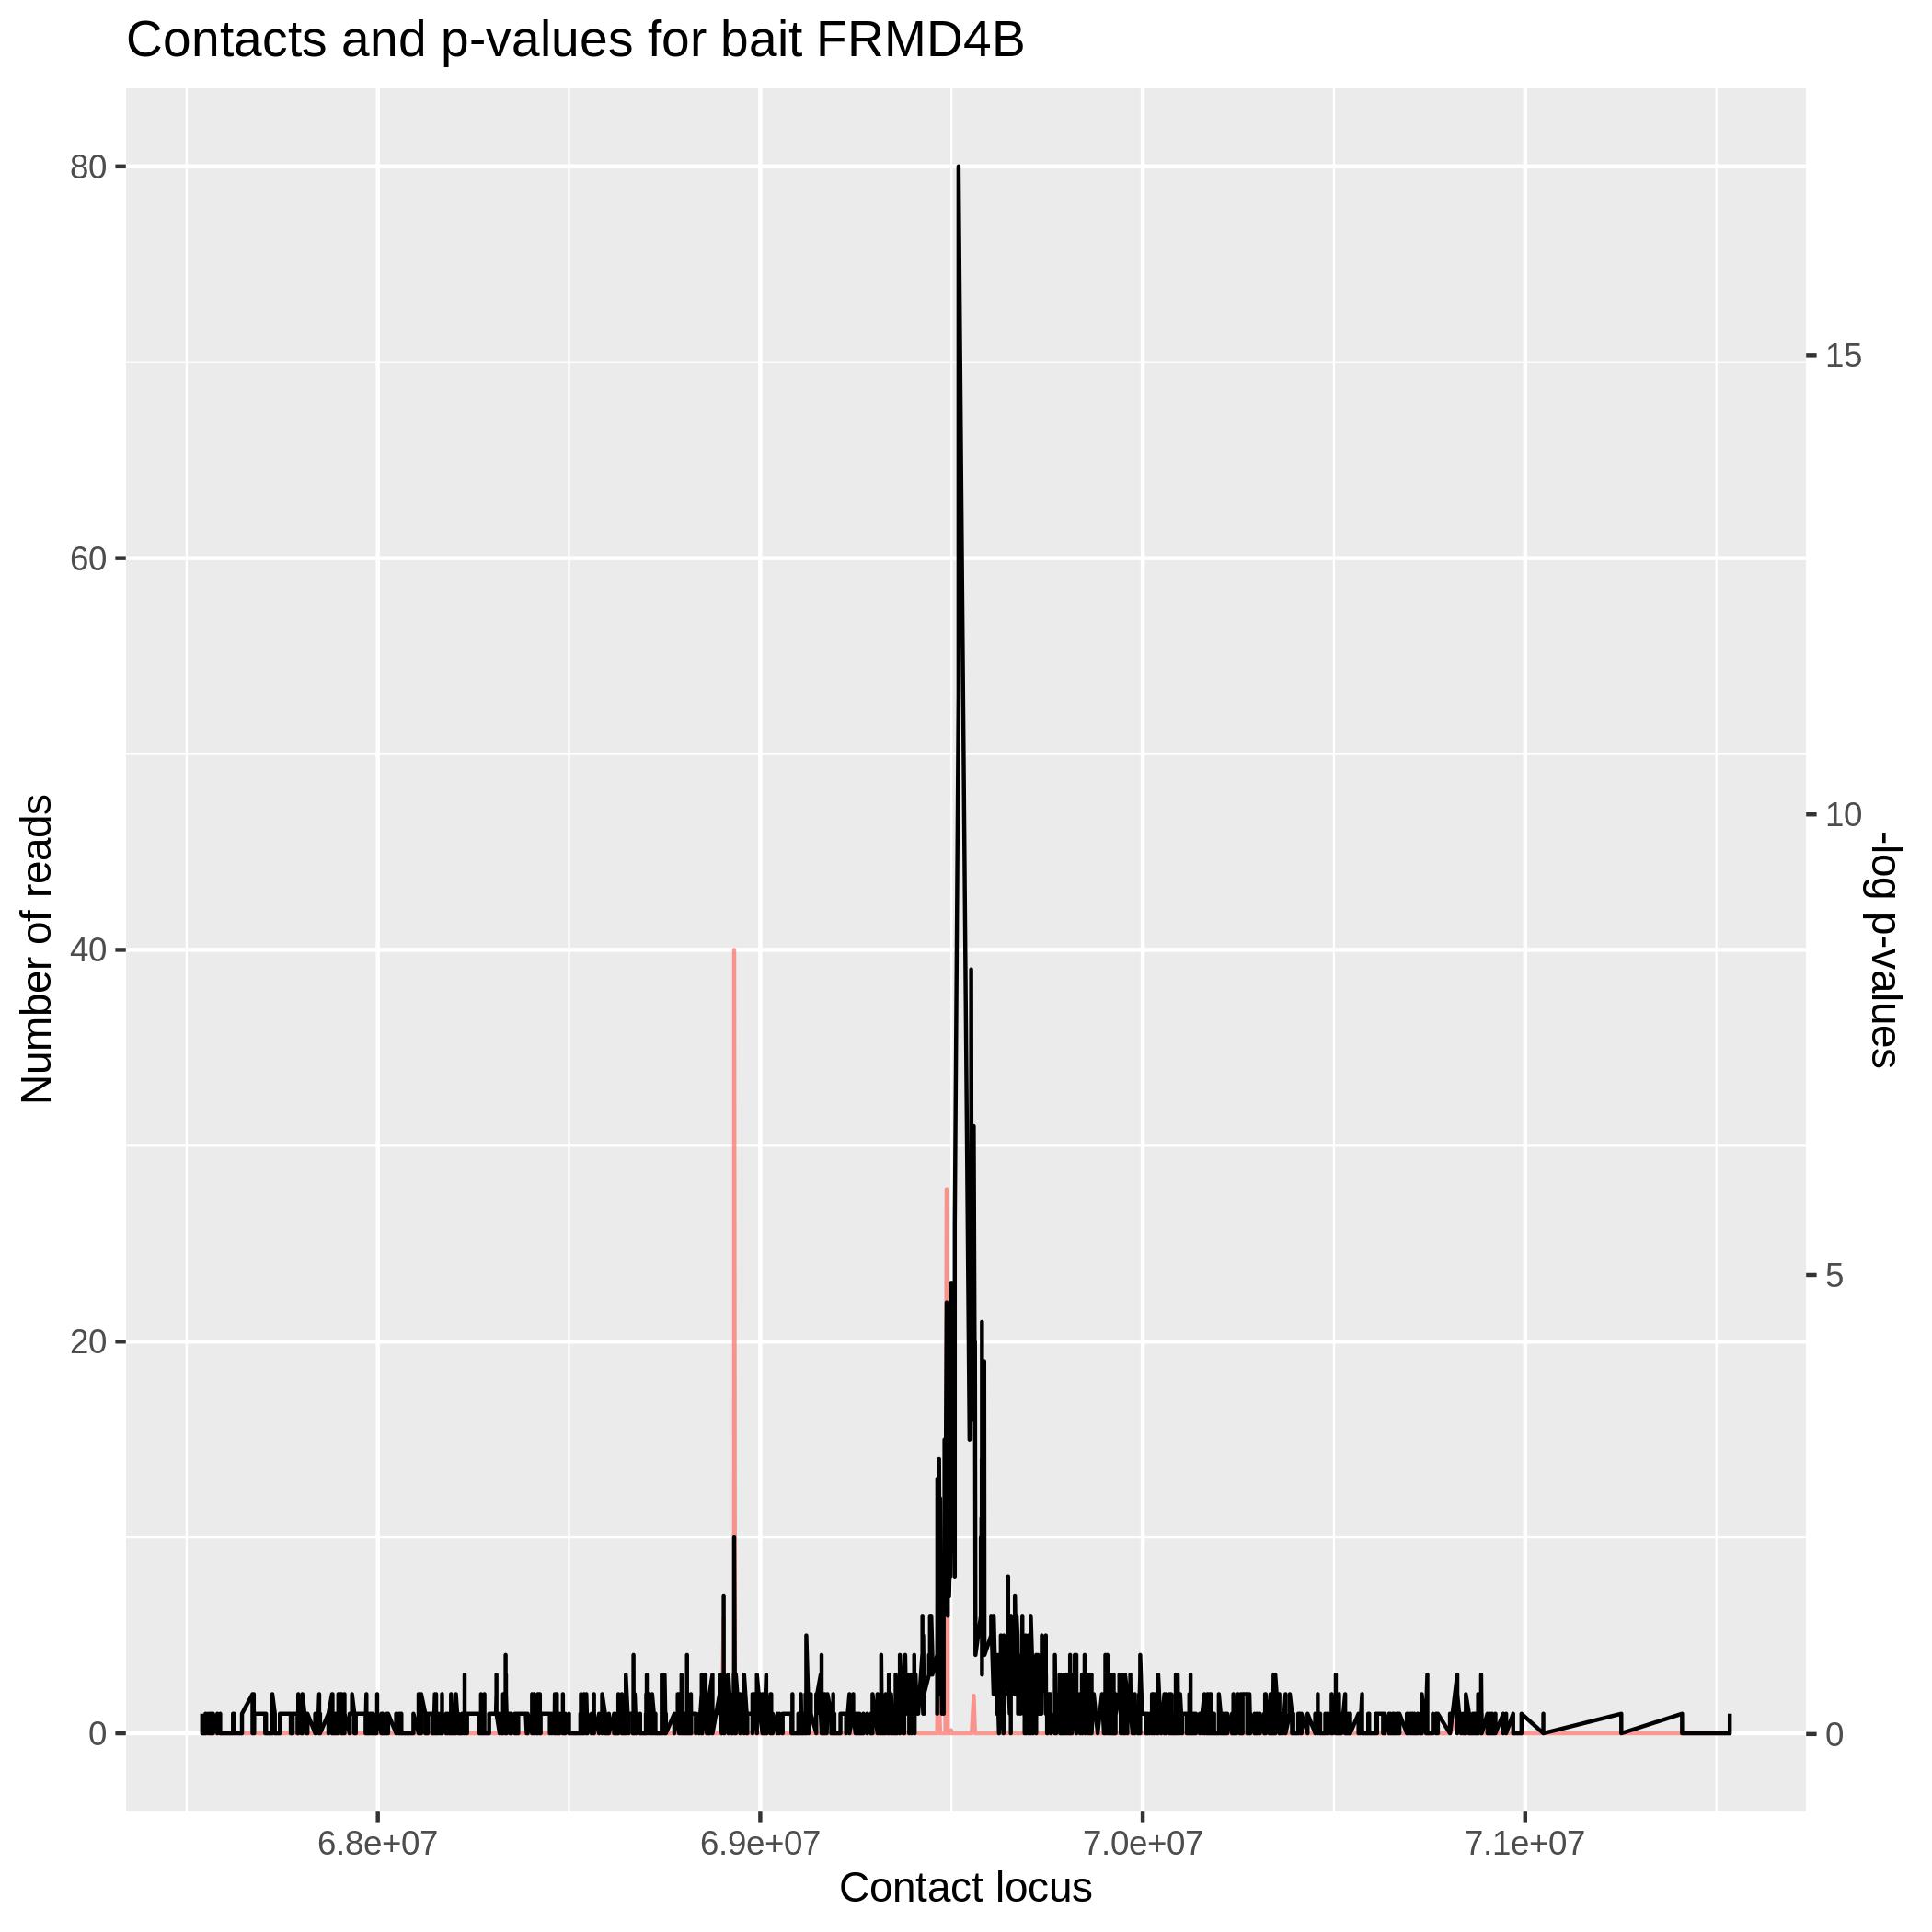 Contacts and p-values for bait FRMD4B
80
60
40
20
0
Number of reads
15
10
5
0
-log p-values
6.8e+07
6.9e+07
7.0e+07
7.1e+07
Contact locus